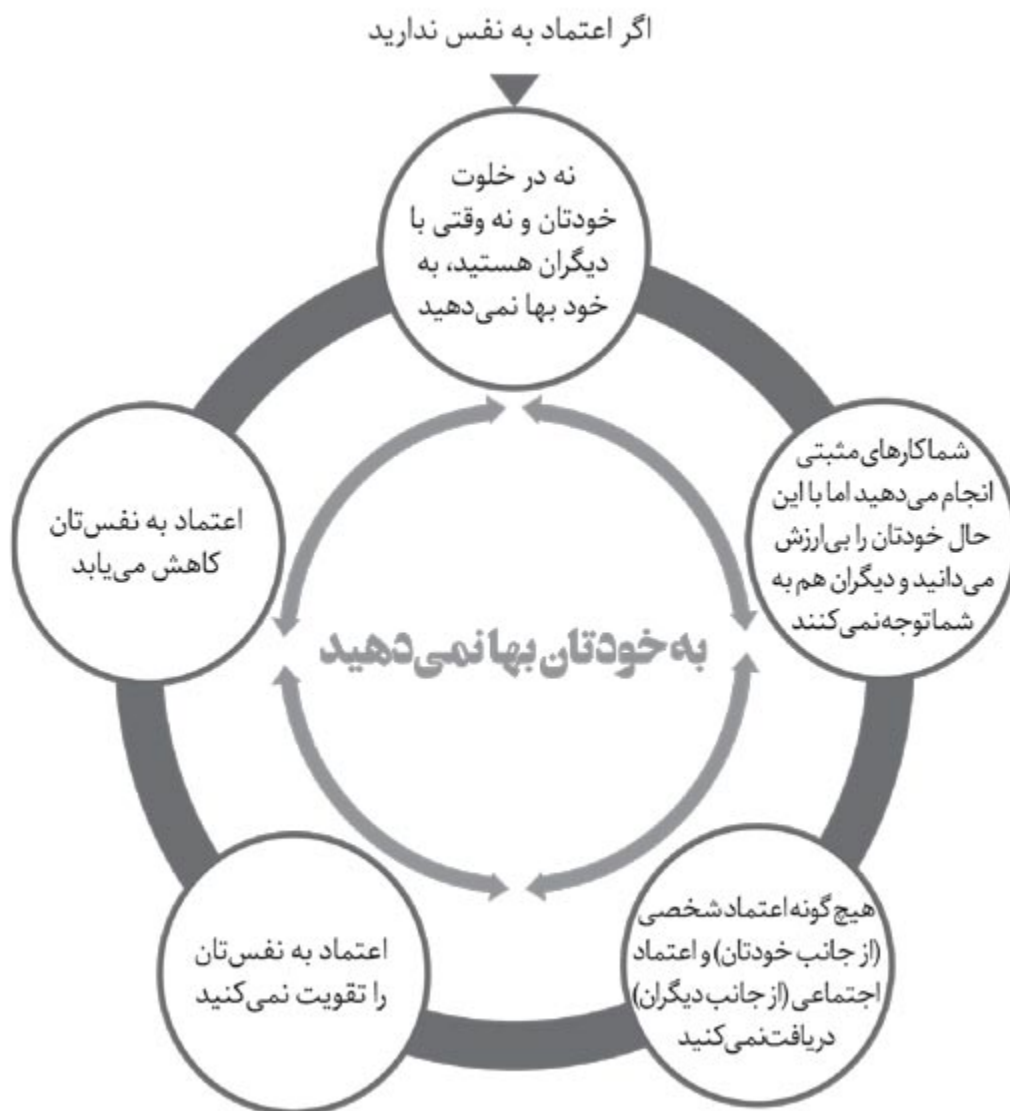 اگر اعتماد به نفس ندارید
نه در خلوت
خودتان و نه وقتی با
دیگران هستید، به
خود بها نمی‌دهید
شماکارهای مثبتی
انجام می‌دهید اما با این
حال خودتان را بی‌ارزش
می‌دانید و دیگران هم به
شماتوجه‌نمی‌کنند
هیچ‌گونه اعتماد شخصی
(از جانب خودتان) و اعتماد
اجتماعی (از جانب دیگران)
دریافت‌نمی‌کنید
اعتماد به نفس‌تان
را تقویت نمی‌کنید
اعتماد به نفس‌تان
کاهش می‌یابد
به خودتان بها نمی‌دهید